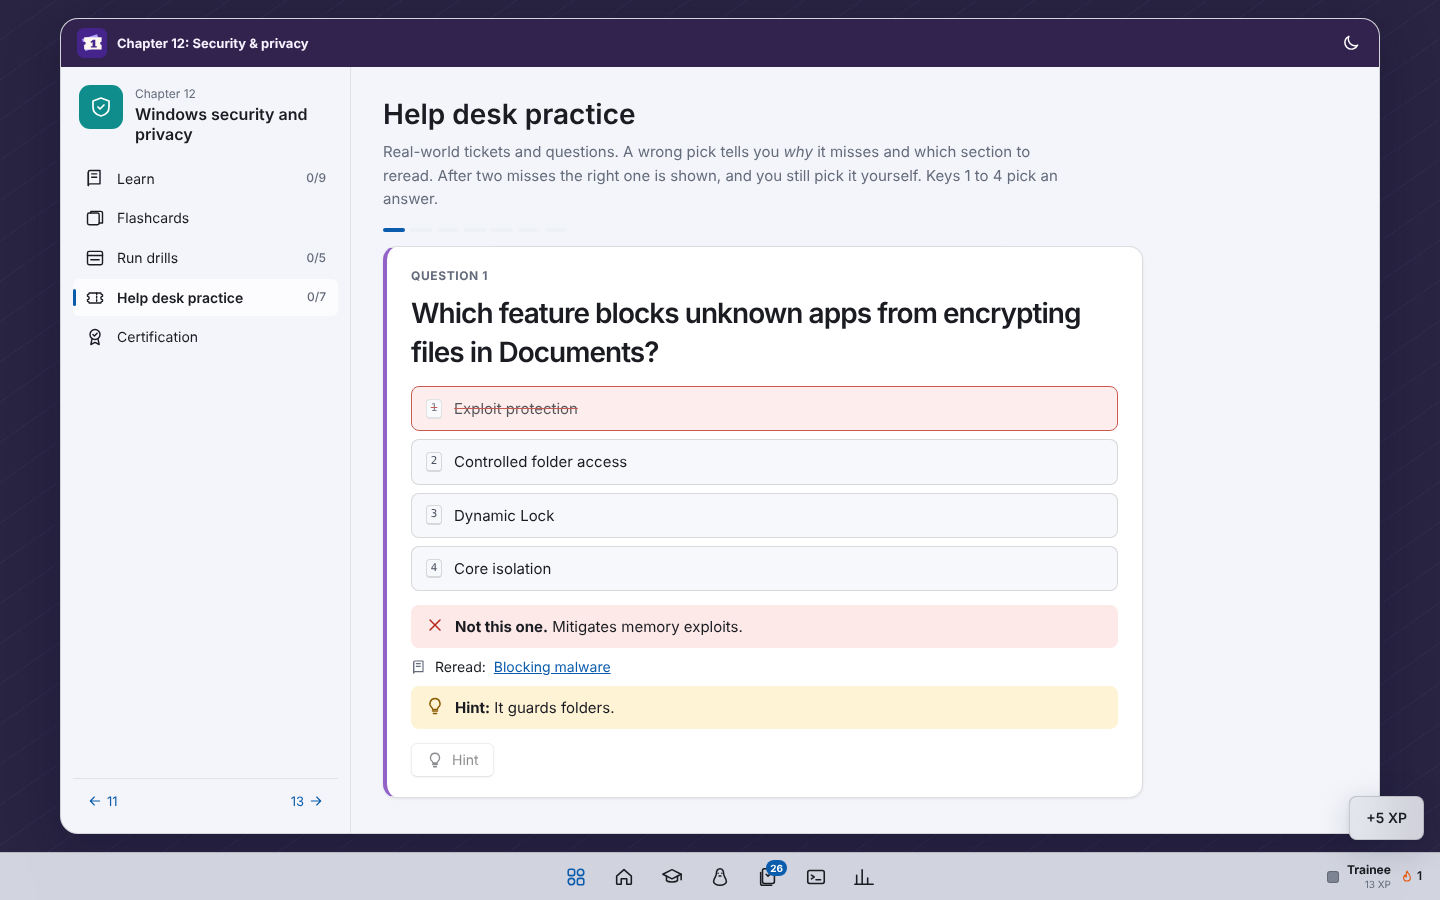 1
Chapter 12: Security & privacy
Chapter 12
Windows security and
privacy
Learn 0/9
Flashcards
Run drills 0/5
Help desk practice 0/7
Certification
← 11 13 →
Help desk practice
Real-world tickets and questions. A wrong pick tells you why it misses and which section to
reread. After two misses the right one is shown, and you still pick it yourself. Keys 1 to 4 pick an
answer.
QUESTION 1
Which feature blocks unknown apps from encrypting
files in Documents?
1 Exploit protection
2 Controlled folder access
3 Dynamic Lock
4 Core isolation
Not this one. Mitigates memory exploits.
Reread: Blocking malware
Hint: It guards folders.
Hint
+5 XP
26
Trainee
13 XP
1